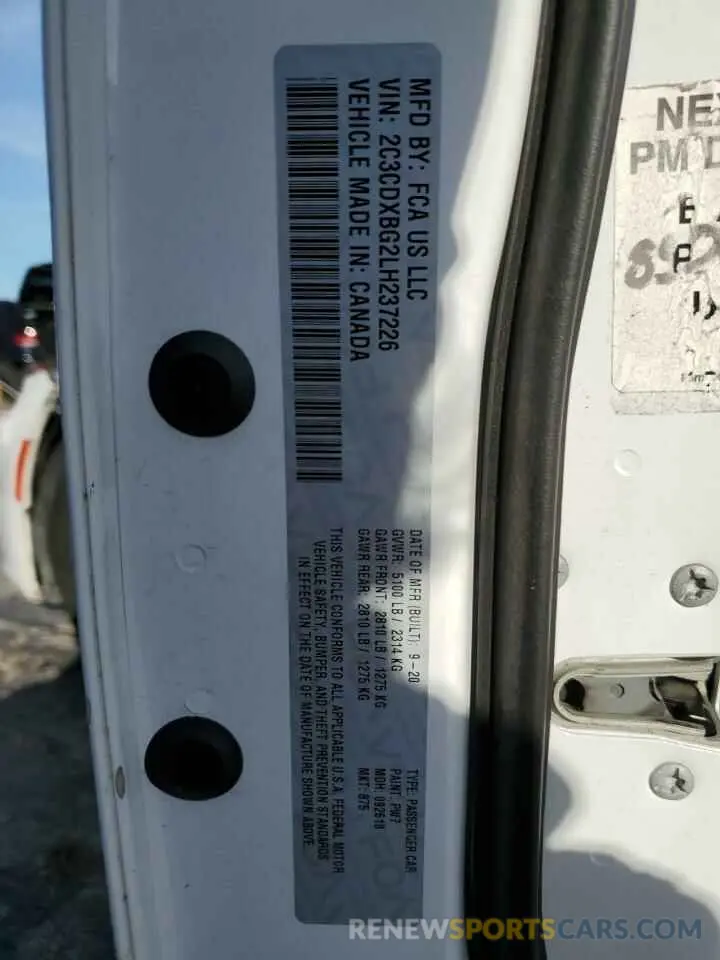 MFD BY: FCA US LLC
VIN: 2C3CDXBG2LH237226
VEHICLE MADE IN: CANADA
DATE OF MFR (BUILT): 9-20
GVWR: 5100 LB / 2314 KG
GAWR FRONT: 2810 LB / 1275 KG
GAWR REAR: 2810 LB / 1275 KG
THIS VEHICLE CONFORMS TO ALL APPLICABLE U.S.A. FEDERAL MOTOR
VEHICLE SAFETY, BUMPER, AND THEFT PREVENTION STANDARDS
IN EFFECT ON THE DATE OF MANUFACTURE SHOWN ABOVE.
TYPE: PASSENGER CAR
PAINT: PW7
MDH: 092618
MKT: 875
PM
RENEWSPORTSCARS.COM